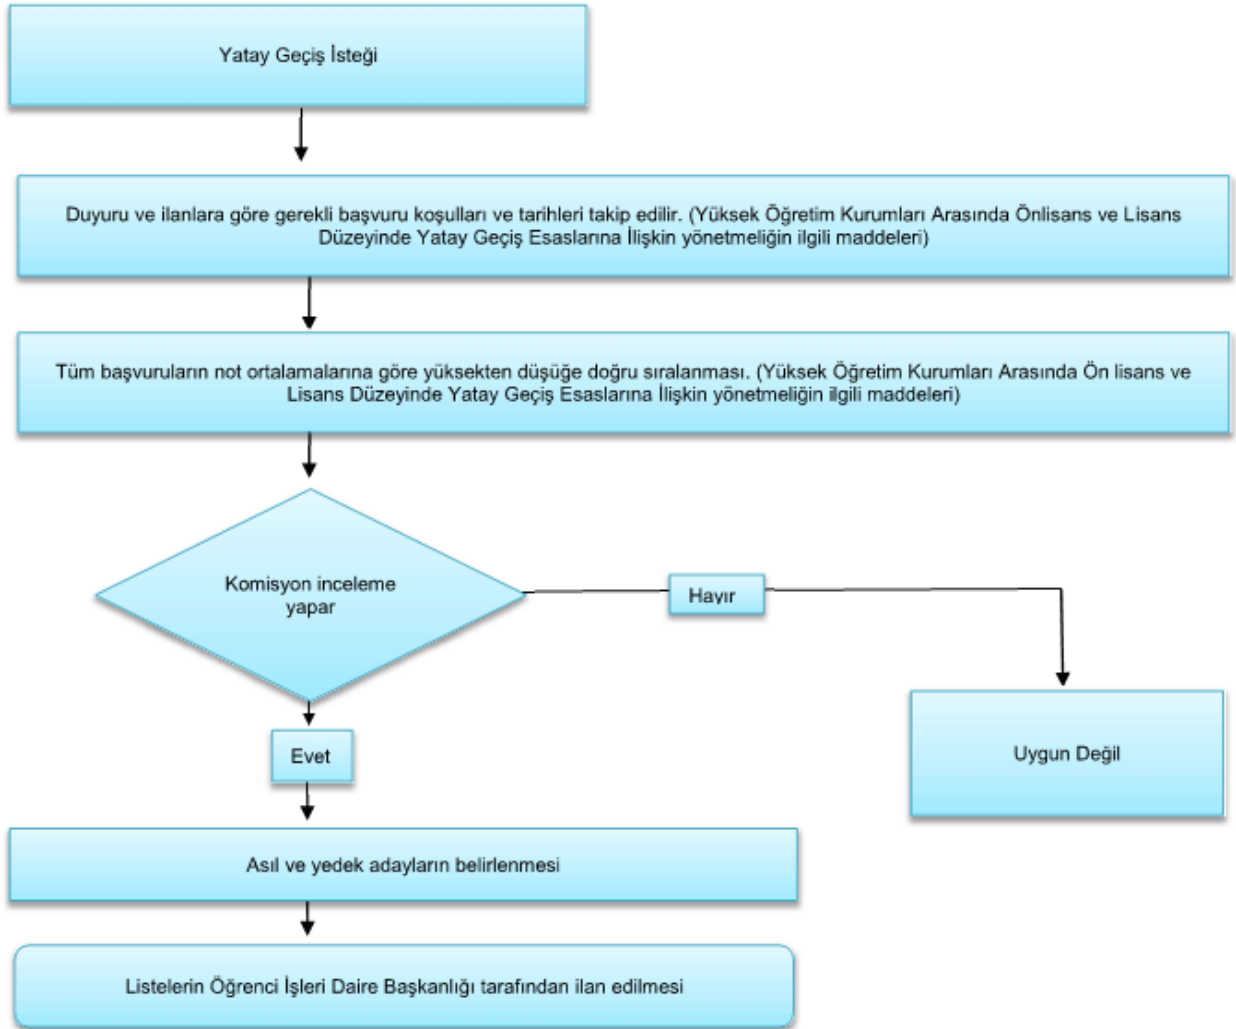 Yatay Geçiş İsteği
Duyuru ve ilanlara göre gerekli başvuru koşulları ve tarihleri takip edilir. (Yüksek Öğretim Kurumları Arasında Önlisans ve Lisans
Düzeyinde Yatay Geçiş Esaslarına İlişkin yönetmeliğin ilgili maddeleri)
Tüm başvuruların not ortalamalarına göre yüksekten düşüğe doğru sıralanması. (Yüksek Öğretim Kurumları Arasında Ön lisans ve
Lisans Düzeyinde Yatay Geçiş Esaslarına İlişkin yönetmeliğin ilgili maddeleri)
Komisyon inceleme
yapar
Hayır
Evet
Uygun Değil
Asıl ve yedek adayların belirlenmesi
Listelerin Öğrenci İşleri Daire Başkanlığı tarafından ilan edilmesi